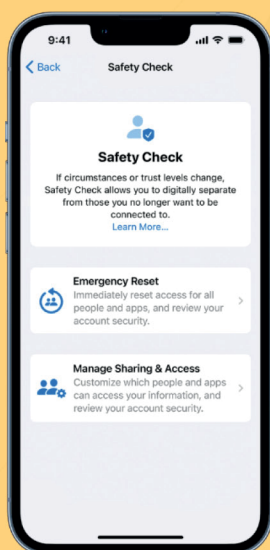 9:41
Back Safety Check
Safety Check
If circumstances or trust levels change,
Safety Check allows you to digitally separate
from those you no longer want to be
connected to.
Learn More...
Emergency Reset
Immediately reset access for all
people and apps, and review your
account security.
Manage Sharing & Access
Customize which people and apps
can access your information, and
review your account security.